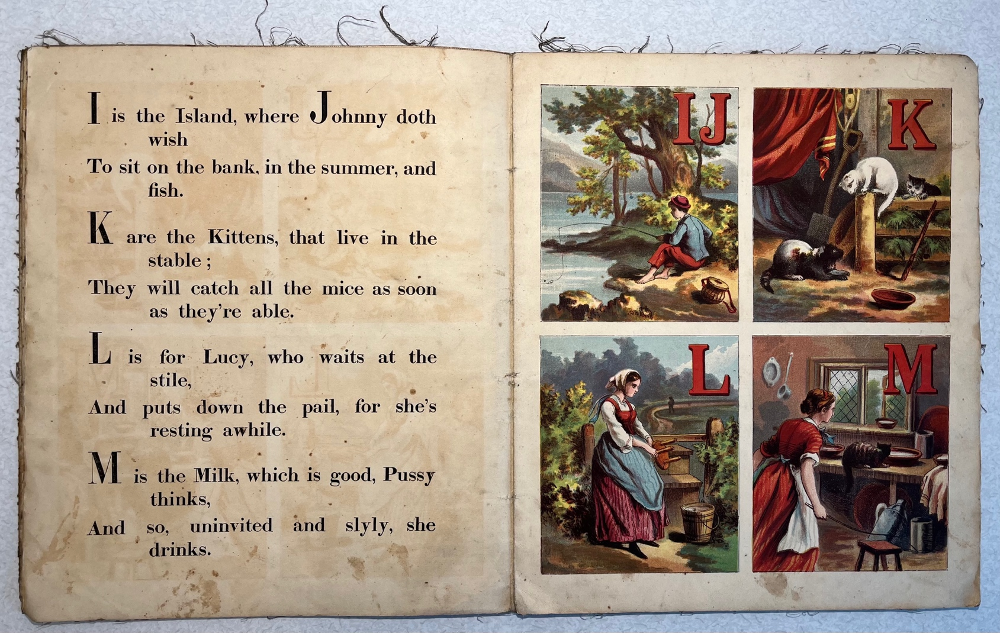 I is the Island, where Johnny doth
wish
To sit on the bank, in the summer, and
fish.
K are the Kittens, that live in the
stable ;
They will catch all the mice as soon
as they're able.
L is for Lucy, who waits at the
stile,
And puts down the pail, for she's
resting awhile.
M is the Milk, which is good, Pussy
thinks,
And so, uninvited and slyly, she
drinks.
IJ
K
L
M